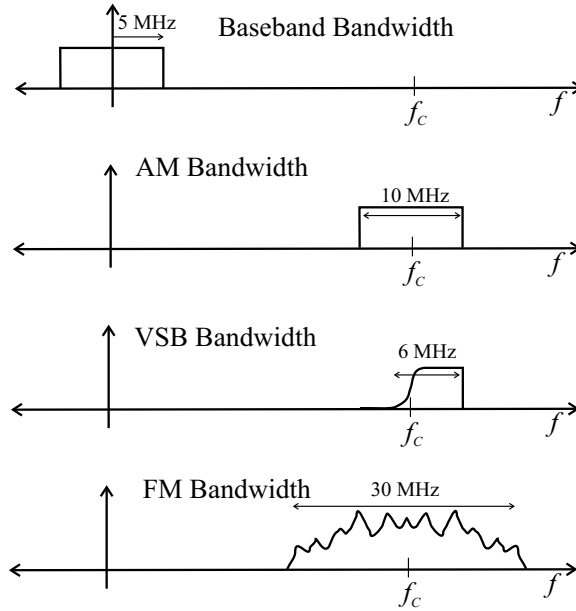 5 MHz
Baseband Bandwidth
f_C
f
AM Bandwidth
10 MHz
f_C
f
VSB Bandwidth
6 MHz
f_C
f
FM Bandwidth
30 MHz
f_C
f